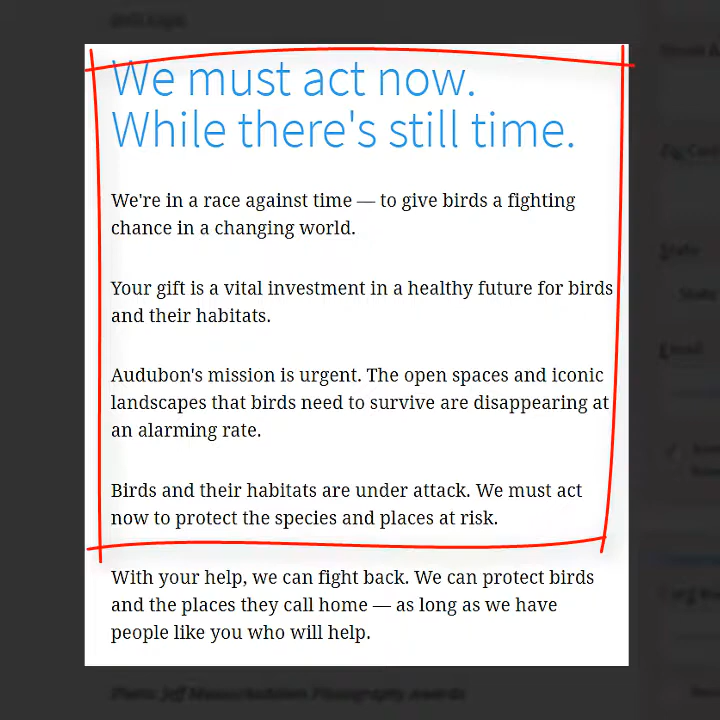 We must act now.
While there's still time.
We're in a race against time — to give birds a fighting
chance in a changing world.
Your gift is a vital investment in a healthy future for birds
and their habitats.
Audubon's mission is urgent. The open spaces and iconic
landscapes that birds need to survive are disappearing at
an alarming rate.
Birds and their habitats are under attack. We must act
now to protect the species and places at risk.
With your help, we can fight back. We can protect birds
and the places they call home — as long as we have
people like you who will help.
State